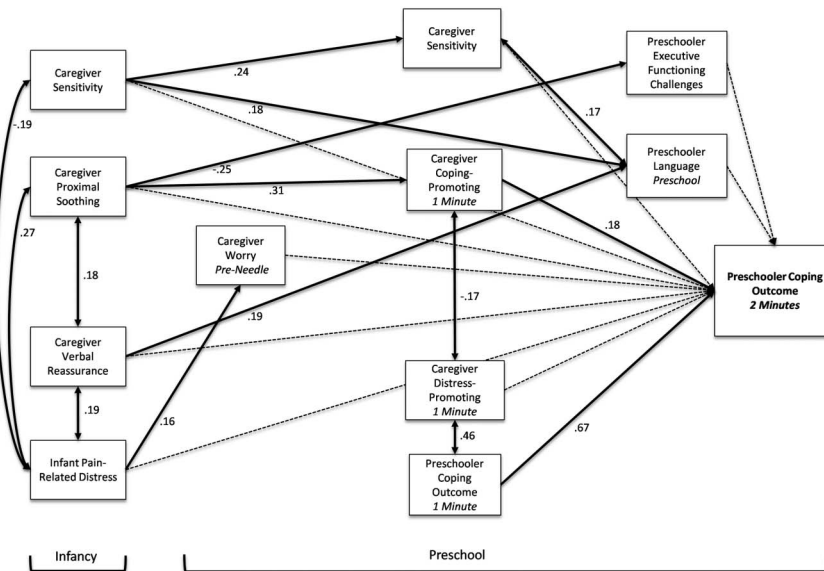 Caregiver
Sensitivity
Caregiver
Sensitivity
Preschooler
Executive
Functioning
Challenges
.24
-.19
.18
.17
Caregiver
Proximal
Soothing
-.25
.31
Caregiver
Coping-
Promoting
1 Minute
Preschooler
Language
Preschool
.27
.18
Caregiver
Worry
Pre-Needle
.18
-.17
Preschooler Coping
Outcome
2 Minutes
Caregiver
Verbal
Reassurance
.19
.19
.16
Caregiver
Distress-
Promoting
1 Minute
.46
.67
Infant Pain-
Related Distress
Preschooler
Coping
Outcome
1 Minute
Infancy
Preschool